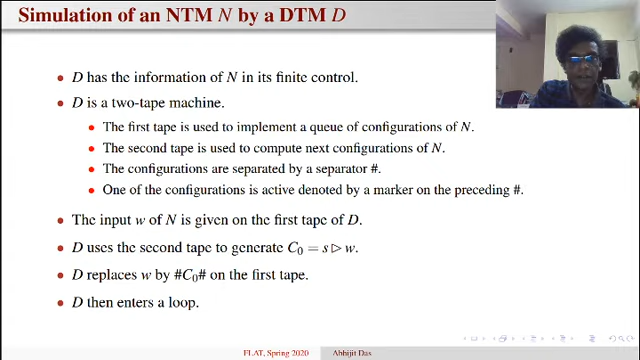 Simulation of an NTM N by a DTM D
• D has the information of N in its finite control.
• D is a two-tape machine.
• The first tape is used to implement a queue of configurations of N.
• The second tape is used to compute next configurations of N.
• The configurations are separated by a separator #.
• One of the configurations is active denoted by a marker on the preceding #.
• The input w of N is given on the first tape of D.
• D uses the second tape to generate C₀ = s ▷ w.
• D replaces w by #C₀# on the first tape.
• D then enters a loop.
FLAT, Spring 2020 Abhijit Das